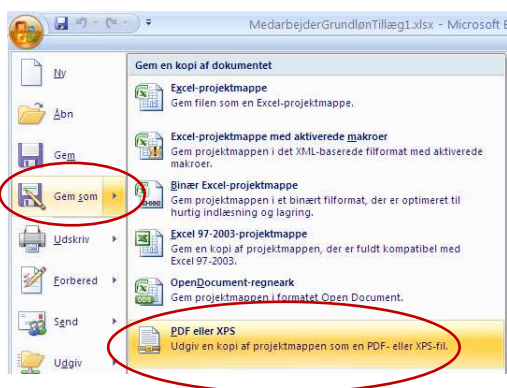 MedarbejderGrundlønTillæg1.xlsx - Microsoft E
Ny
Åbn
Gem
Gem som
Udskriv
Forbered
Send
Udgiv
Gem en kopi af dokumentet
Excel-projektmappe
Gem filen som en Excel-projektmappe.
Excel-projektmappe med aktiverede makroer
Gem projektmappen i det XML-baserede filformat med aktiverede
makroer.
Binær Excel-projektmappe
Gem projektmappen i et binært filformat, der er optimeret til
hurtig indlæsning og lagring.
Excel 97-2003-projektmappe
Gem en kopi af projektmappen, der er fuldt kompatibel med
Excel 97-2003.
OpenDocument-regneark
Gem projektmappen i formatet Open Document.
PDF eller XPS
Udgiv en kopi af projektmappen som en PDF- eller XPS-fil.